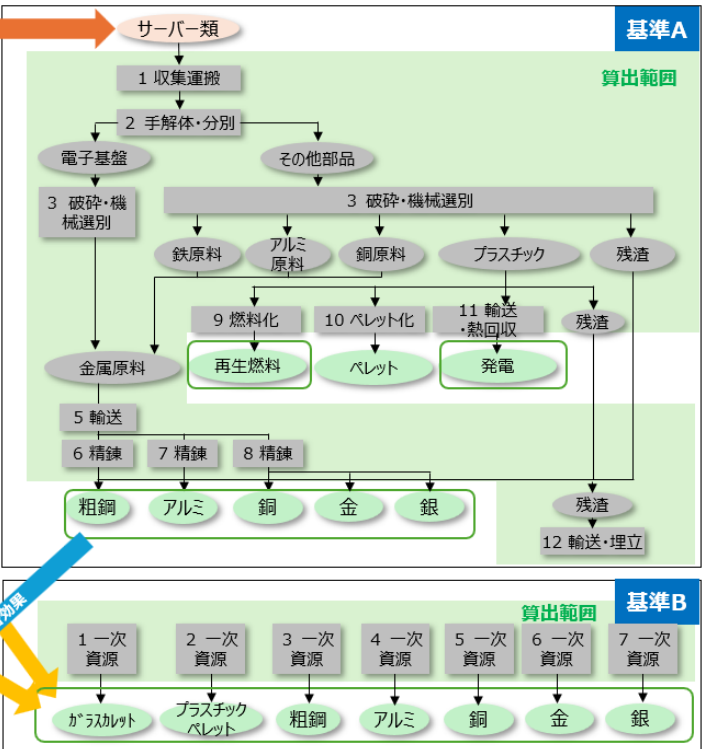 サーバー類
基準A
算出範囲
1 収集運搬
2 手解体・分別
電子基盤
その他部品
3 破砕・機
械選別
3 破砕・機械選別
鉄原料
アルミ
原料
銅原料
プラスチック
残渣
9 燃料化
10 ペレット化
11 輸送
・熱回収
残渣
金属原料
再生燃料
ペレット
発電
5 輸送
6 精錬
7 精錬
8 精錬
粗鋼
アルミ
銅
金
銀
残渣
12 輸送・埋立
効果
基準B
算出範囲
1 一次
資源
2 一次
資源
3 一次
資源
4 一次
資源
5 一次
資源
6 一次
資源
7 一次
資源
ガラスカレット
プラスチック
ペレット
粗鋼
アルミ
銅
金
銀